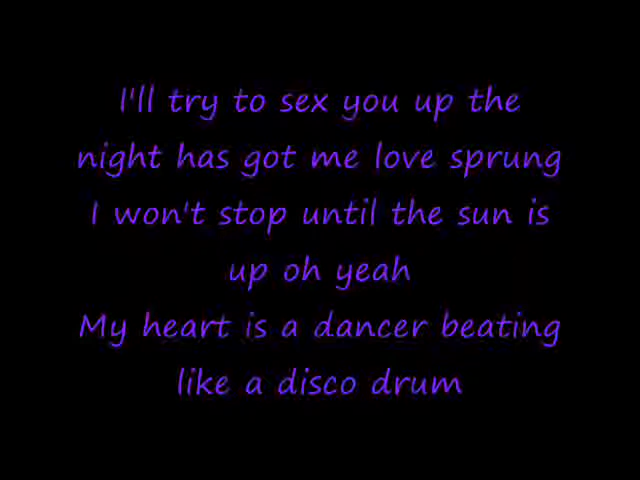 I'll try to sex you up the
night has got me love sprung
I won't stop until the sun is
up oh yeah
My heart is a dancer beating
like a disco drum